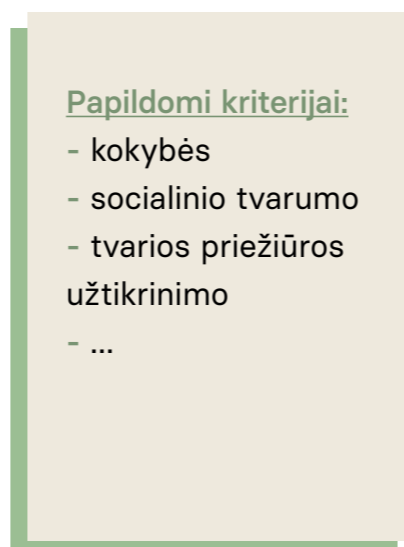 Papildomi kriterijai:
- kokybės
- socialinio tvarumo
- tvarios priežiūros
užtikrinimo
- ...